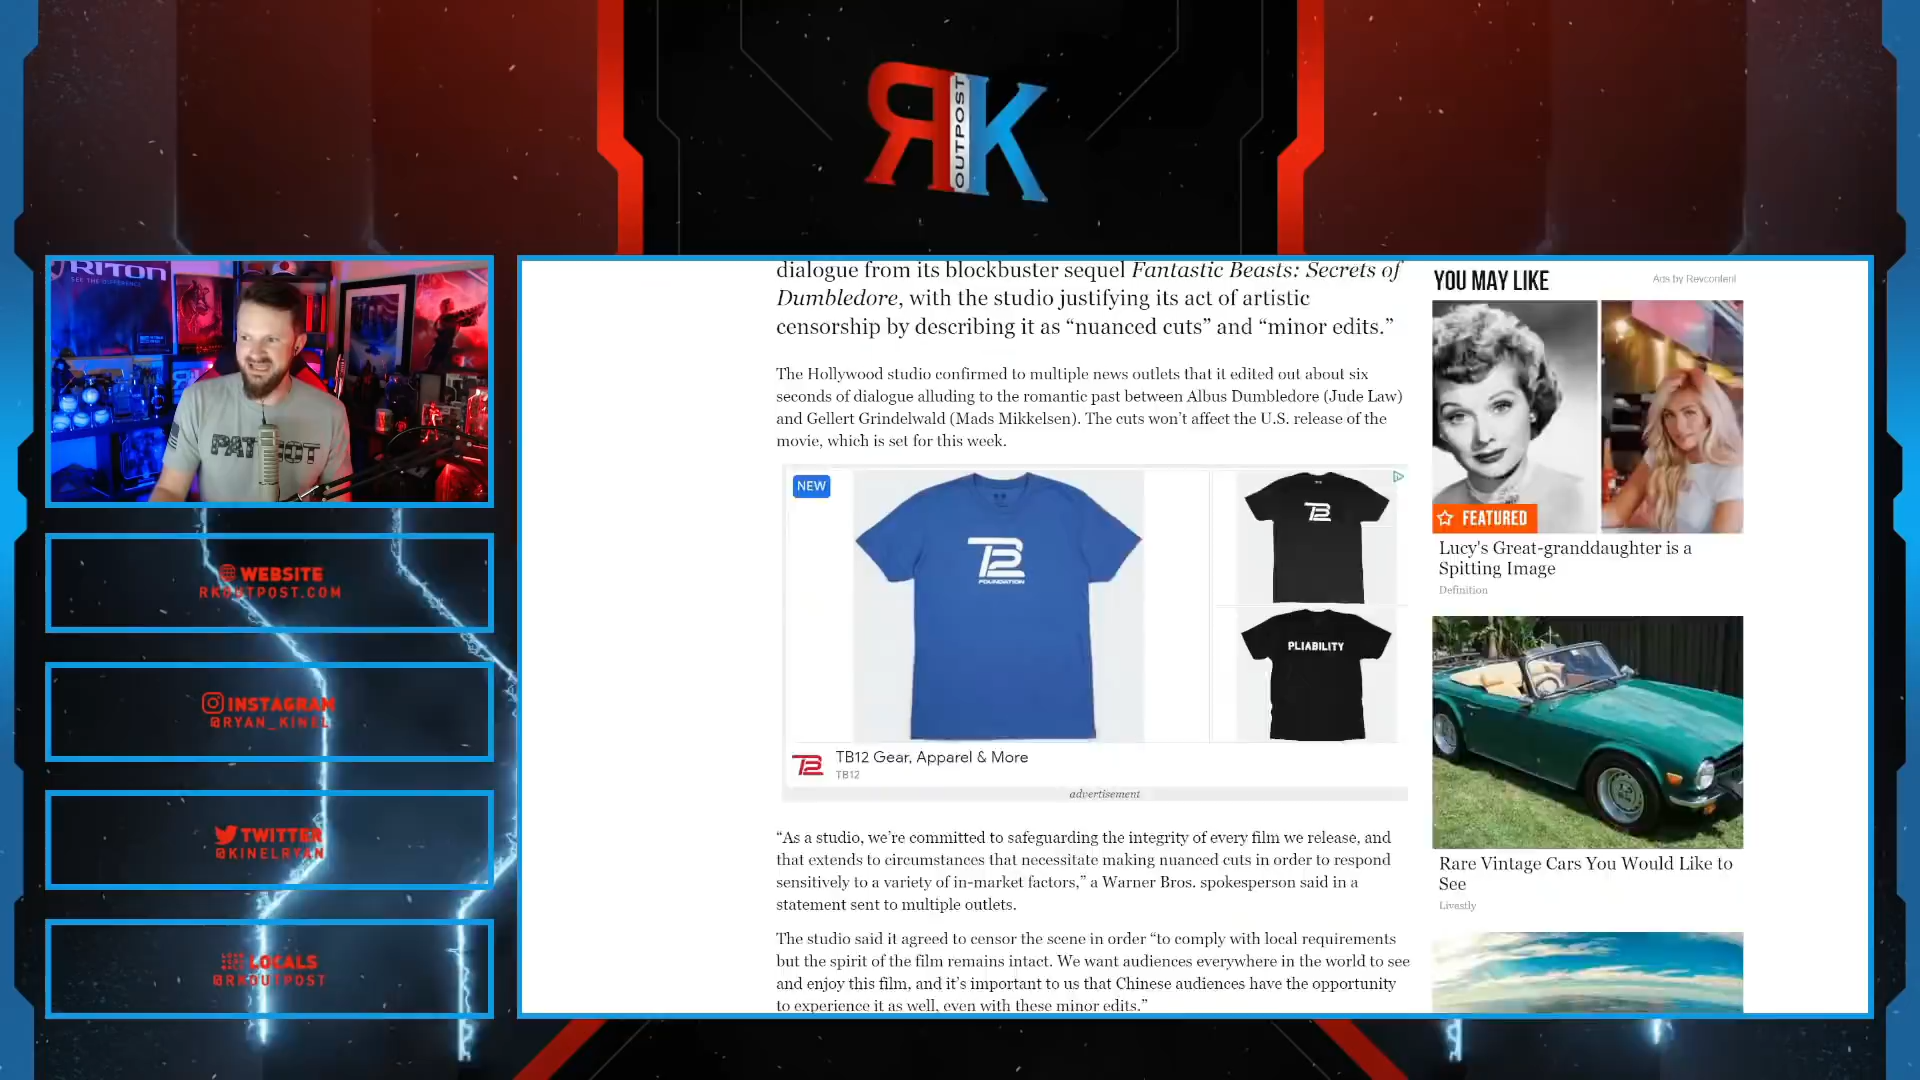 RK
OUTPOST
RITON
SEE THE DIFFERENCE
PATRIOT
WEBSITE
RKOUTPOST.COM
INSTAGRAM
@RYAN_KINEL
TWITTER
@KINELRYAN
LOCALS
@RKOUTPOST
dialogue from its blockbuster sequel Fantastic Beasts: Secrets of
Dumbledore, with the studio justifying its act of artistic
censorship by describing it as “nuanced cuts” and “minor edits.”
The Hollywood studio confirmed to multiple news outlets that it edited out about six
seconds of dialogue alluding to the romantic past between Albus Dumbledore (Jude Law)
and Gellert Grindelwald (Mads Mikkelsen). The cuts won’t affect the U.S. release of the
movie, which is set for this week.
NEW
TB
FOUNDATION
TB
PLIABILITY
TB
TB12 Gear, Apparel & More
TB12
advertisement
“As a studio, we’re committed to safeguarding the integrity of every film we release, and
that extends to circumstances that necessitate making nuanced cuts in order to respond
sensitively to a variety of in-market factors,” a Warner Bros. spokesperson said in a
statement sent to multiple outlets.
The studio said it agreed to censor the scene in order “to comply with local requirements
but the spirit of the film remains intact. We want audiences everywhere in the world to see
and enjoy this film, and it’s important to us that Chinese audiences have the opportunity
to experience it as well, even with these minor edits.”
YOU MAY LIKE
Ads by Revcontent
FEATURED
Lucy's Great-granddaughter is a
Spitting Image
Definition
Rare Vintage Cars You Would Like to
See
Livestly